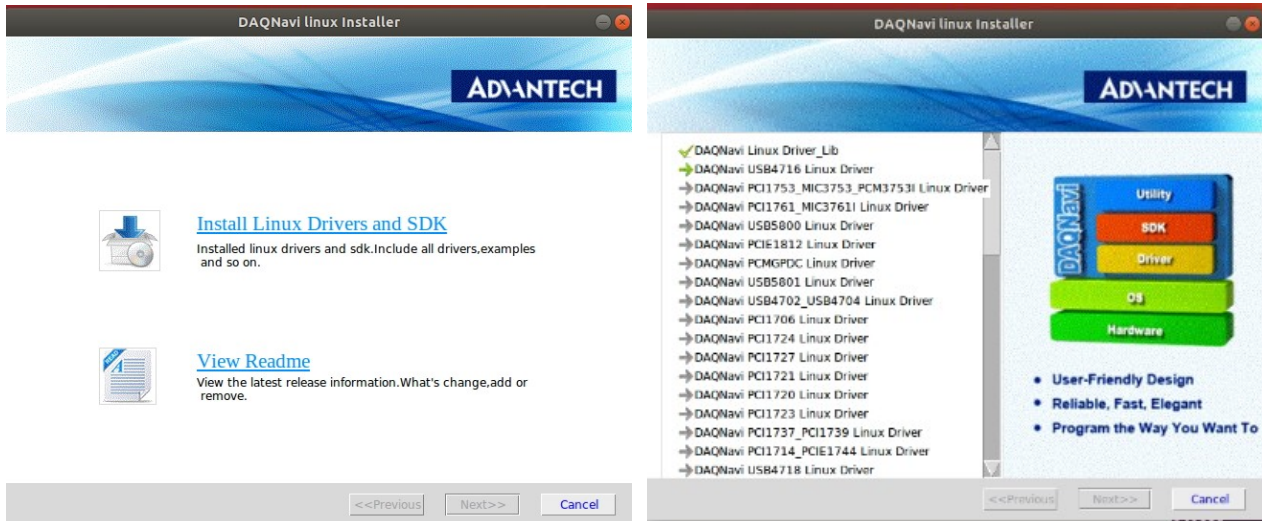 DAQNavi linux Installer
ADVANTECH
Install Linux Drivers and SDK
Installed linux drivers and sdk.Include all drivers,examples
and so on.
View Readme
View the latest release information.What's change,add or
remove.
<<Previous
Next>>
Cancel
DAQNavi linux Installer
ADVANTECH
DAQNavi Linux Driver_Lib
DAQNavi USB4716 Linux Driver
DAQNavi PCI1753_MIC3753_PCM3753I Linux Driver
DAQNavi PCI1761_MIC3761I Linux Driver
DAQNavi USB5800 Linux Driver
DAQNavi PCIE1812 Linux Driver
DAQNavi PCMGPDC Linux Driver
DAQNavi USB5801 Linux Driver
DAQNavi USB4702_USB4704 Linux Driver
DAQNavi PCI1706 Linux Driver
DAQNavi PCI1724 Linux Driver
DAQNavi PCI1727 Linux Driver
DAQNavi PCI1721 Linux Driver
DAQNavi PCI1720 Linux Driver
DAQNavi PCI1723 Linux Driver
DAQNavi PCI1737_PCI1739 Linux Driver
DAQNavi PCI1714_PCIE1744 Linux Driver
DAQNavi USB4718 Linux Driver
DAQNavi
Utility
SDK
Driver
OS
Hardware
• User-Friendly Design
• Reliable, Fast, Elegant
• Program the Way You Want To
<<Previous
Next>>
Cancel